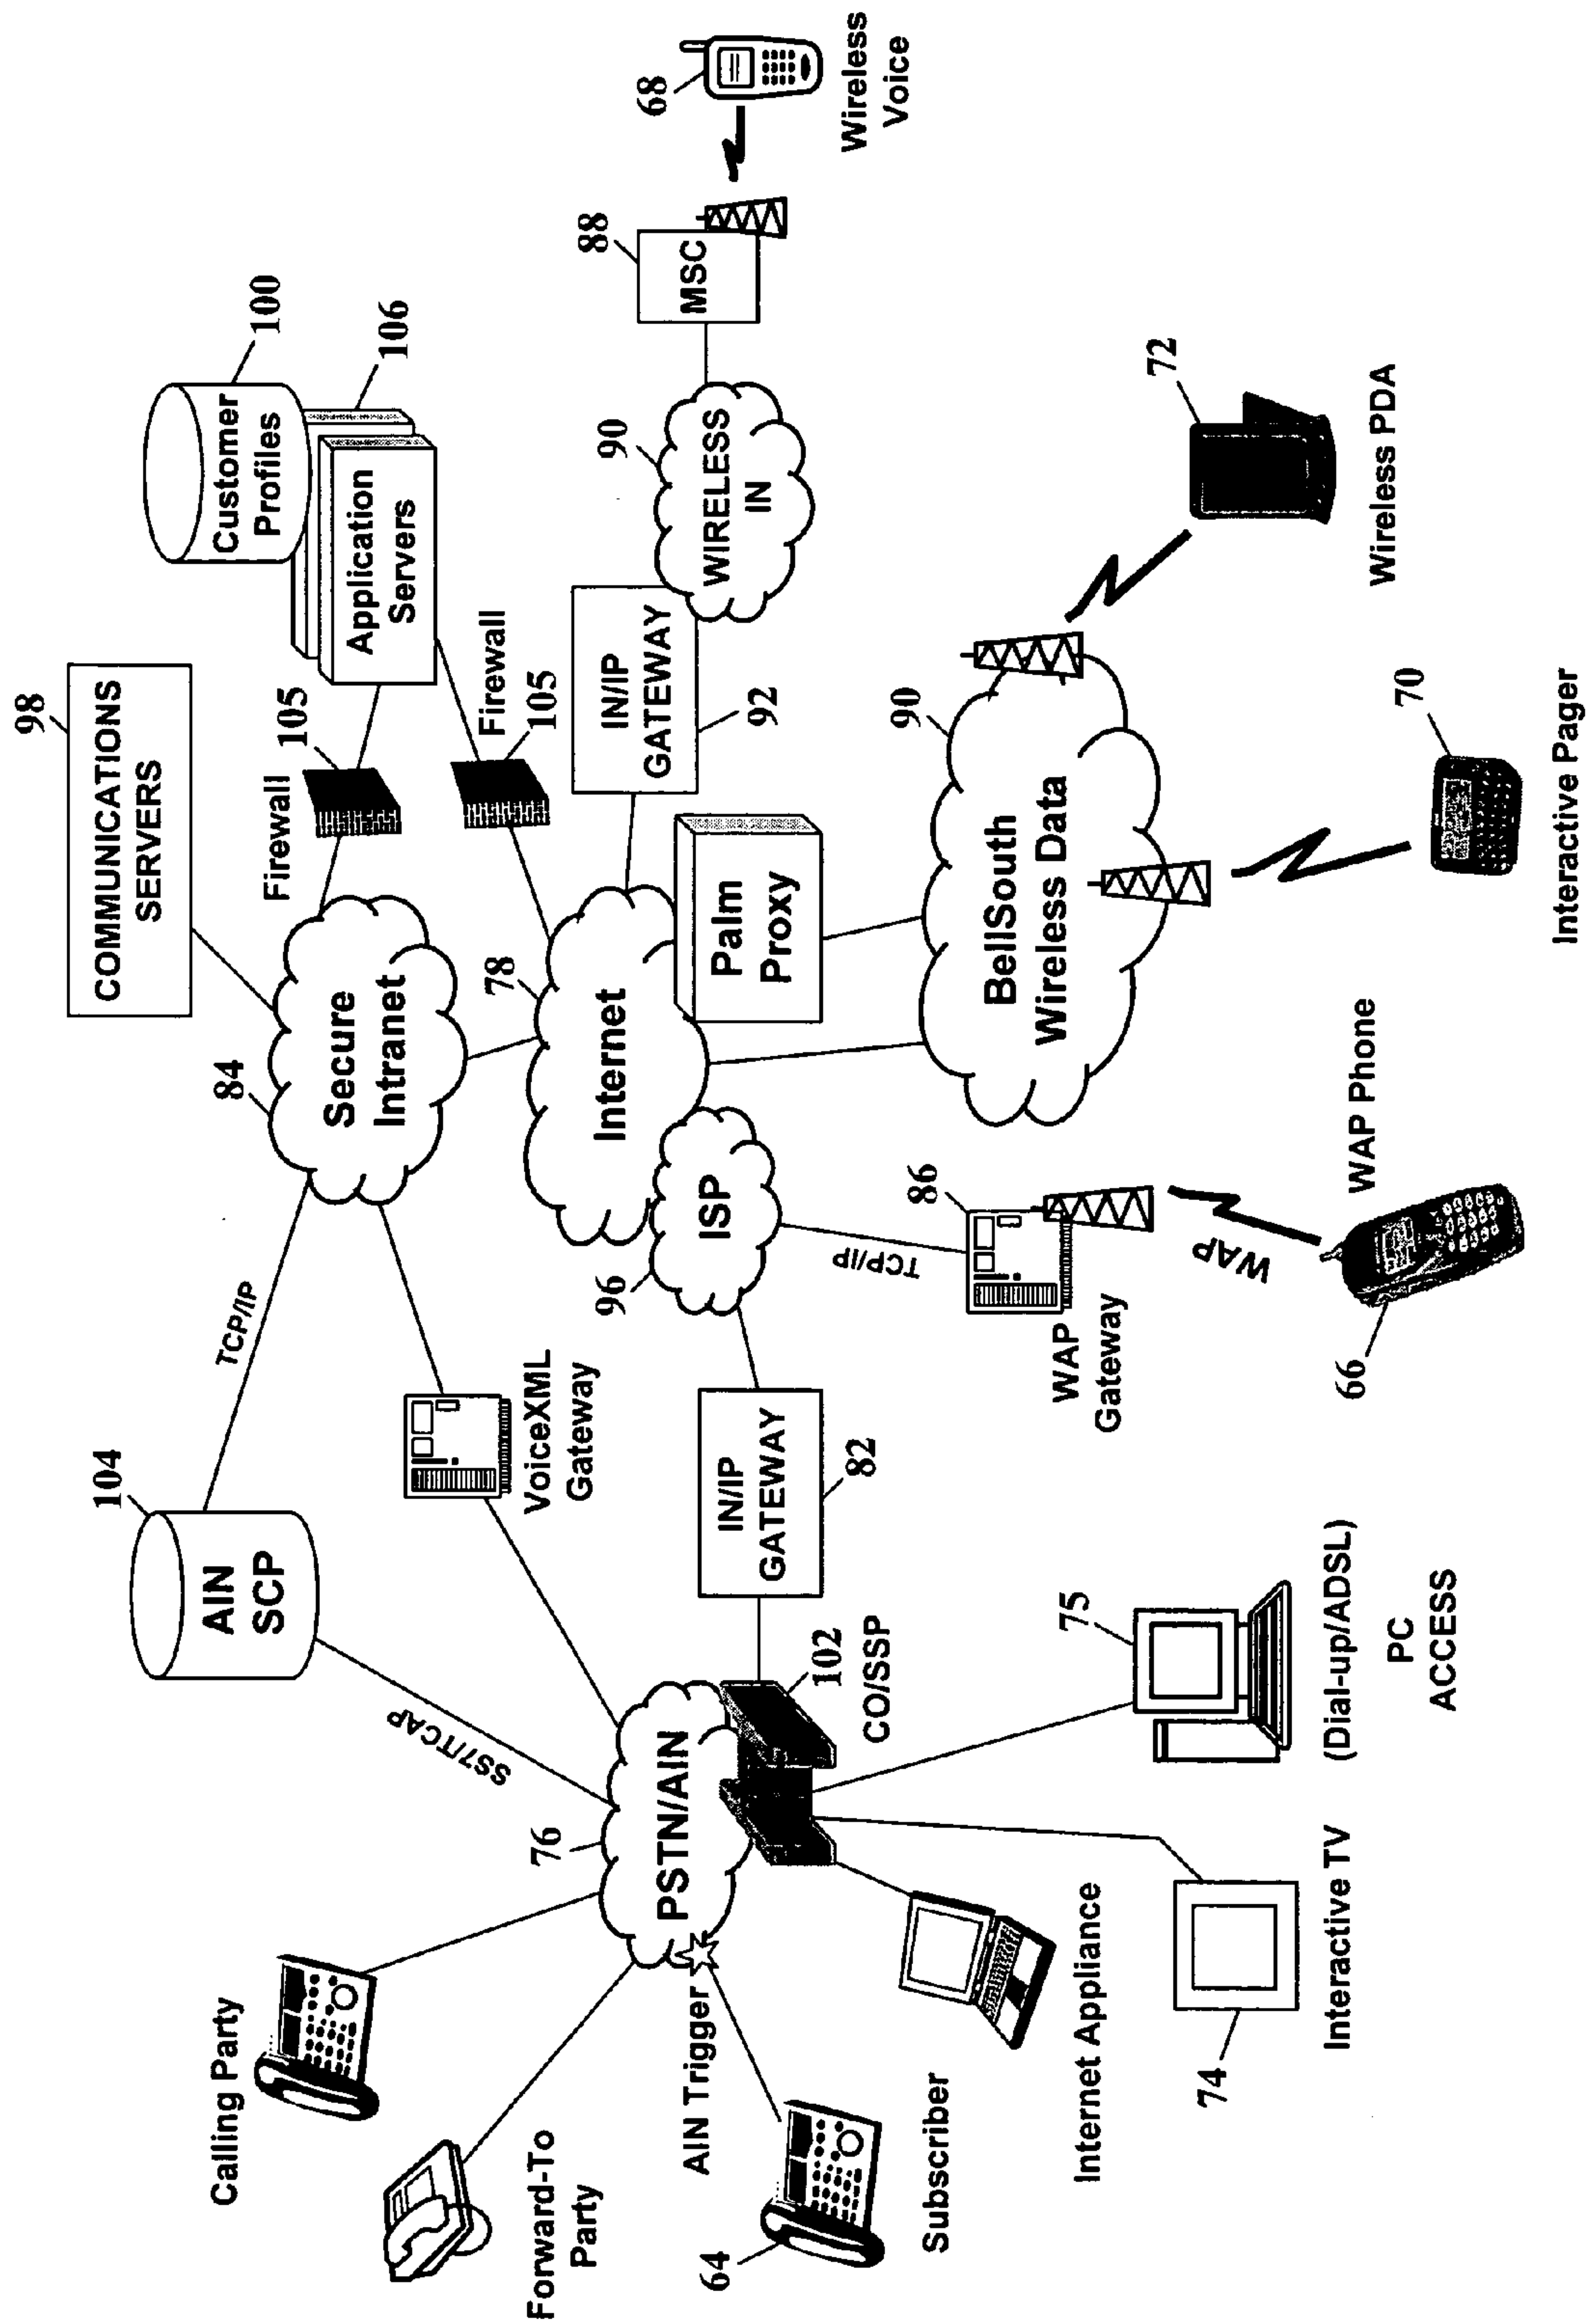 98
COMMUNICATIONS
SERVERS
100
Customer
Profiles
106
Application
Servers
104
AIN
SCP
TCP/IP
84
Secure
Intranet
Firewall
105
Firewall
105
SS7/TCAP
VoiceXML
Gateway
78
Internet
IN/IP
GATEWAY
92
90
WIRELESS
IN
88
MSC
68
Wireless
Voice
Calling Party
Forward-To
Party
76
PSTN/AIN
AIN Trigger
64
Subscriber
102
CO/SSP
IN/IP
GATEWAY
82
96
ISP
Palm
Proxy
TCP/IP
86
WAP
Gateway
WAP
66
WAP Phone
90
BellSouth
Wireless Data
72
Wireless PDA
70
Interactive Pager
Internet Appliance
74
Interactive TV
75
(Dial-up/ADSL)
PC
ACCESS